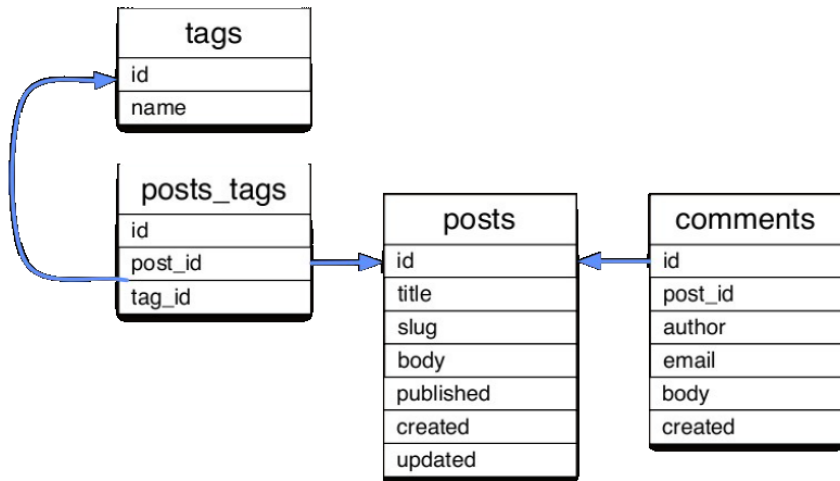 tags
id
name
posts_tags
id
post_id
tag_id
posts
id
title
slug
body
published
created
updated
comments
id
post_id
author
email
body
created